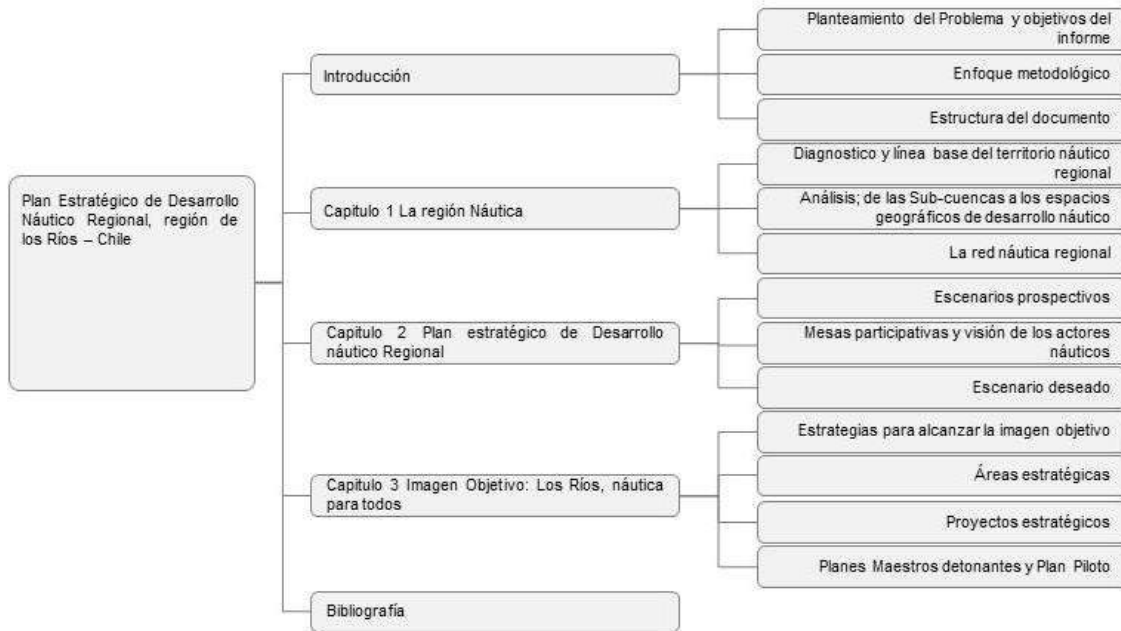 Plan Estratégico de Desarrollo
Náutico Regional, región de
los Ríos – Chile
Introducción
Planteamiento del Problema y objetivos del
informe
Enfoque metodológico
Estructura del documento
Capitulo 1 La región Náutica
Diagnostico y línea base del territorio náutico
regional
Análisis; de las Sub-cuencas a los espacios
geográficos de desarrollo náutico
La red náutica regional
Capitulo 2 Plan estratégico de Desarrollo
náutico Regional
Escenarios prospectivos
Mesas participativas y visión de los actores
náuticos
Escenario deseado
Capitulo 3 Imagen Objetivo: Los Ríos, náutica
para todos
Estrategias para alcanzar la imagen objetivo
Áreas estratégicas
Proyectos estratégicos
Planes Maestros detonantes y Plan Piloto
Bibliografía